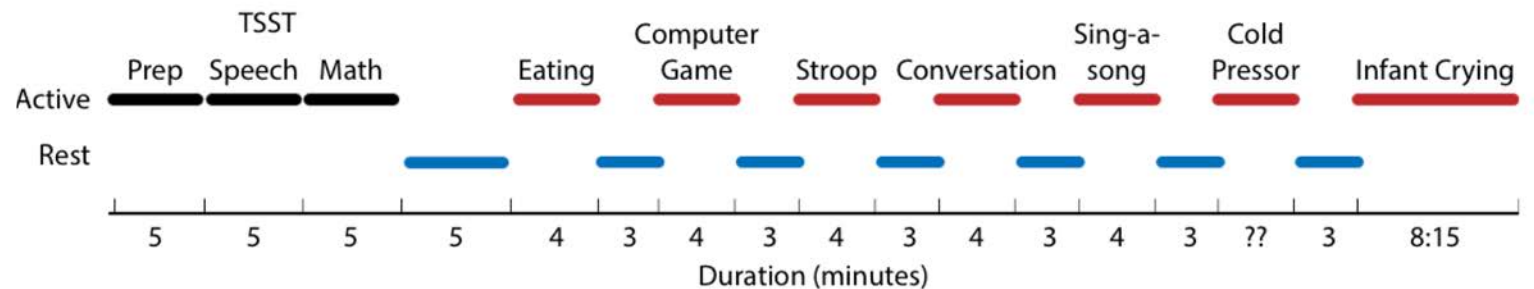 TSST
Computer
Sing-a-
Cold
Prep Speech Math Eating Game Stroop Conversation song Pressor Infant Crying
Active
Rest
5 5 5 5 4 3 4 3 4 3 4 3 4 3 ?? 3 8:15
Duration (minutes)